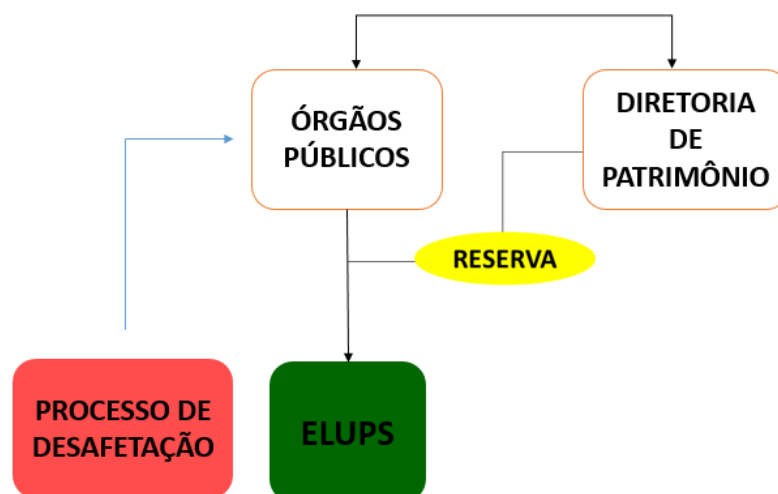 ÓRGÃOS
PÚBLICOS
DIRETORIA
DE
PATRIMÔNIO
RESERVA
PROCESSO DE
DESAFETAÇÃO
ELUPS